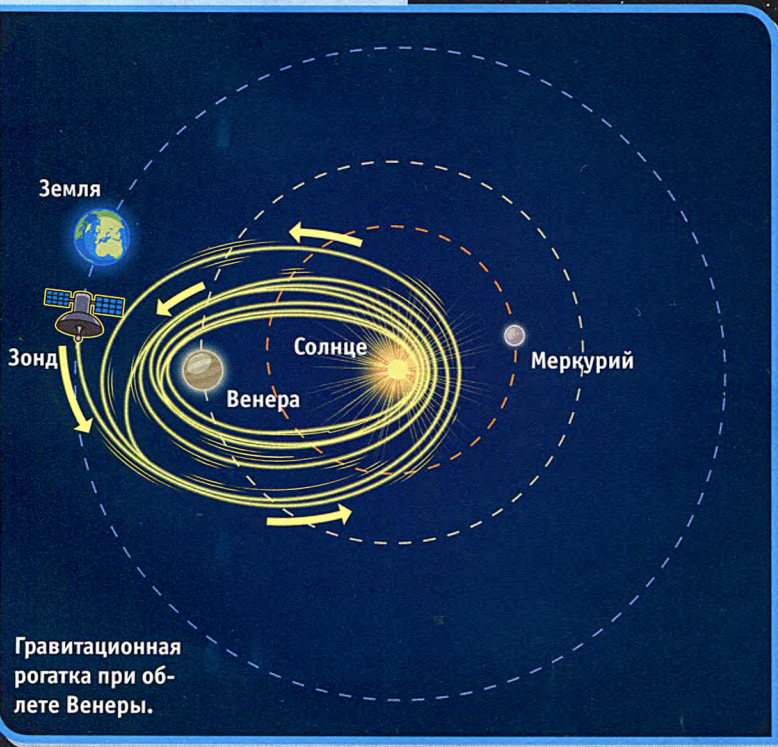 Земля
Зонд
Солнце
Меркурий
Венера
Гравитационная
рогатка при об-
лете Венеры.